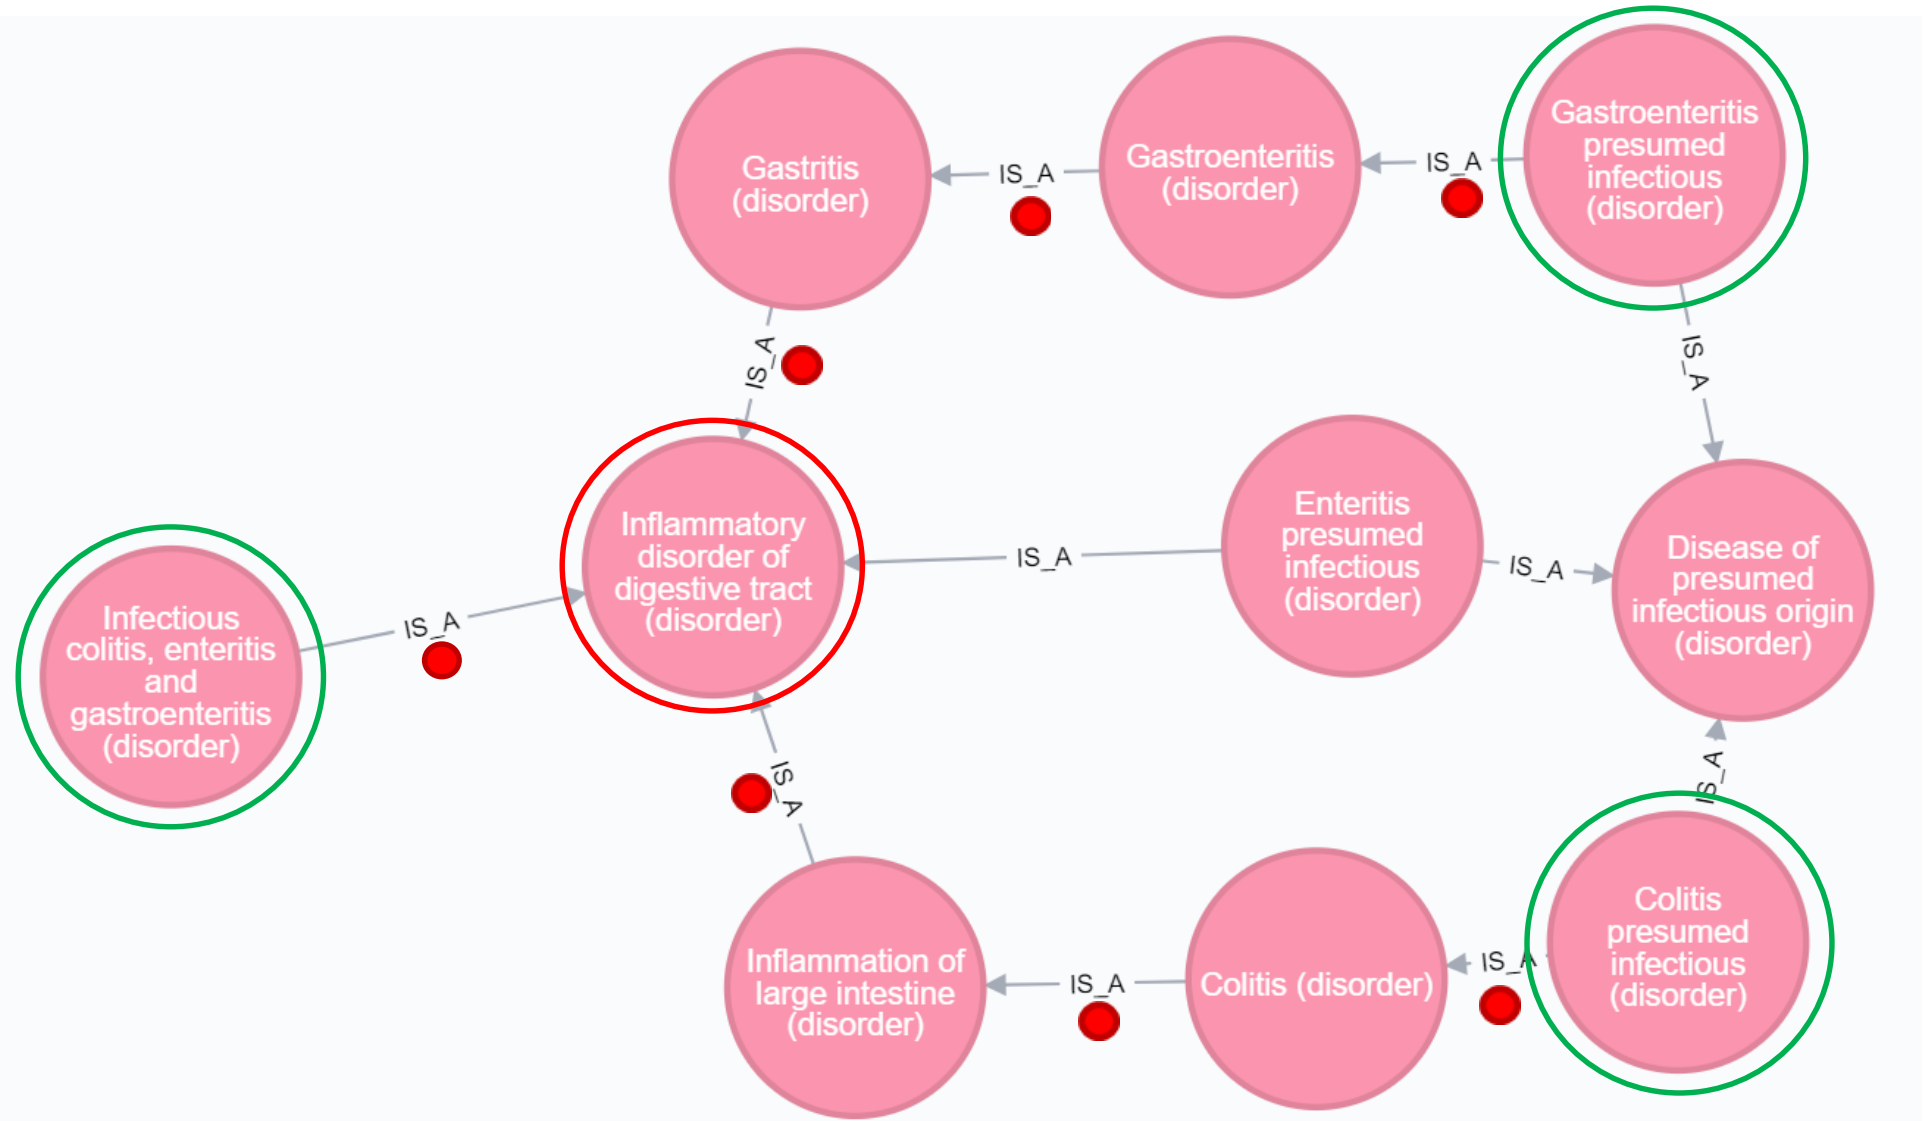 Gastritis
(disorder)
IS_A
Gastroenteritis
(disorder)
IS_A
Gastroenteritis
presumed
infectious
(disorder)
IS_A
IS_A
Infectious
colitis, enteritis
and
gastroenteritis
(disorder)
IS_A
Inflammatory
disorder of
digestive tract
(disorder)
IS_A
Enteritis
presumed
infectious
(disorder)
IS_A
Disease of
presumed
infectious origin
(disorder)
IS_A
IS_A
Inflammation of
large intestine
(disorder)
IS_A
Colitis (disorder)
IS_A
Colitis
presumed
infectious
(disorder)